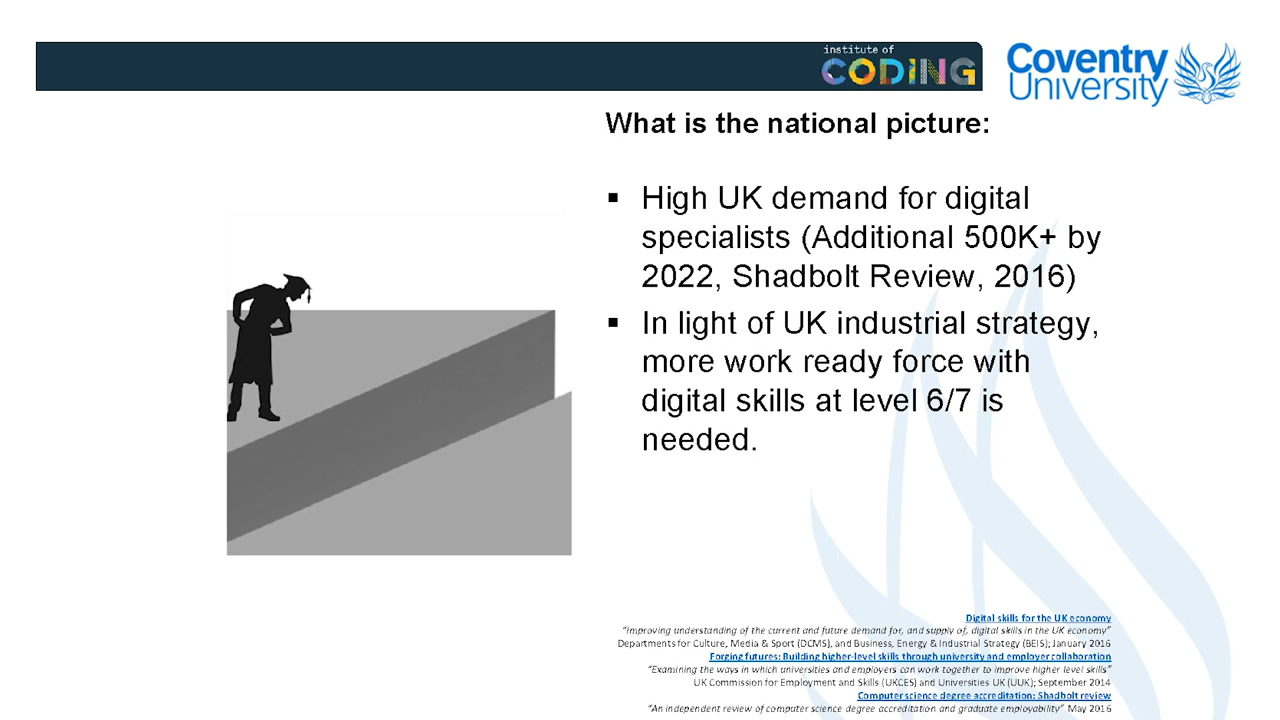 institute of
CODING
Coventry
University
What is the national picture:
▪ High UK demand for digital
specialists (Additional 500K+ by
2022, Shadbolt Review, 2016)
▪ In light of UK industrial strategy,
more work ready force with
digital skills at level 6/7 is
needed.
Digital skills for the UK economy
“Improving understanding of the current and future demand for, and supply of, digital skills in the UK economy”
Departments for Culture, Media & Sport (DCMS), and Business, Energy & Industrial Strategy (BEIS); January 2016
Forging futures: Building higher-level skills through university and employer collaboration
“Examining the ways in which universities and employers can work together to improve higher level skills”
UK Commission for Employment and Skills (UKCES) and Universities UK (UUK); September 2014
Computer science degree accreditation: Shadbolt review
“An independent review of computer science degree accreditation and graduate employability” May 2016